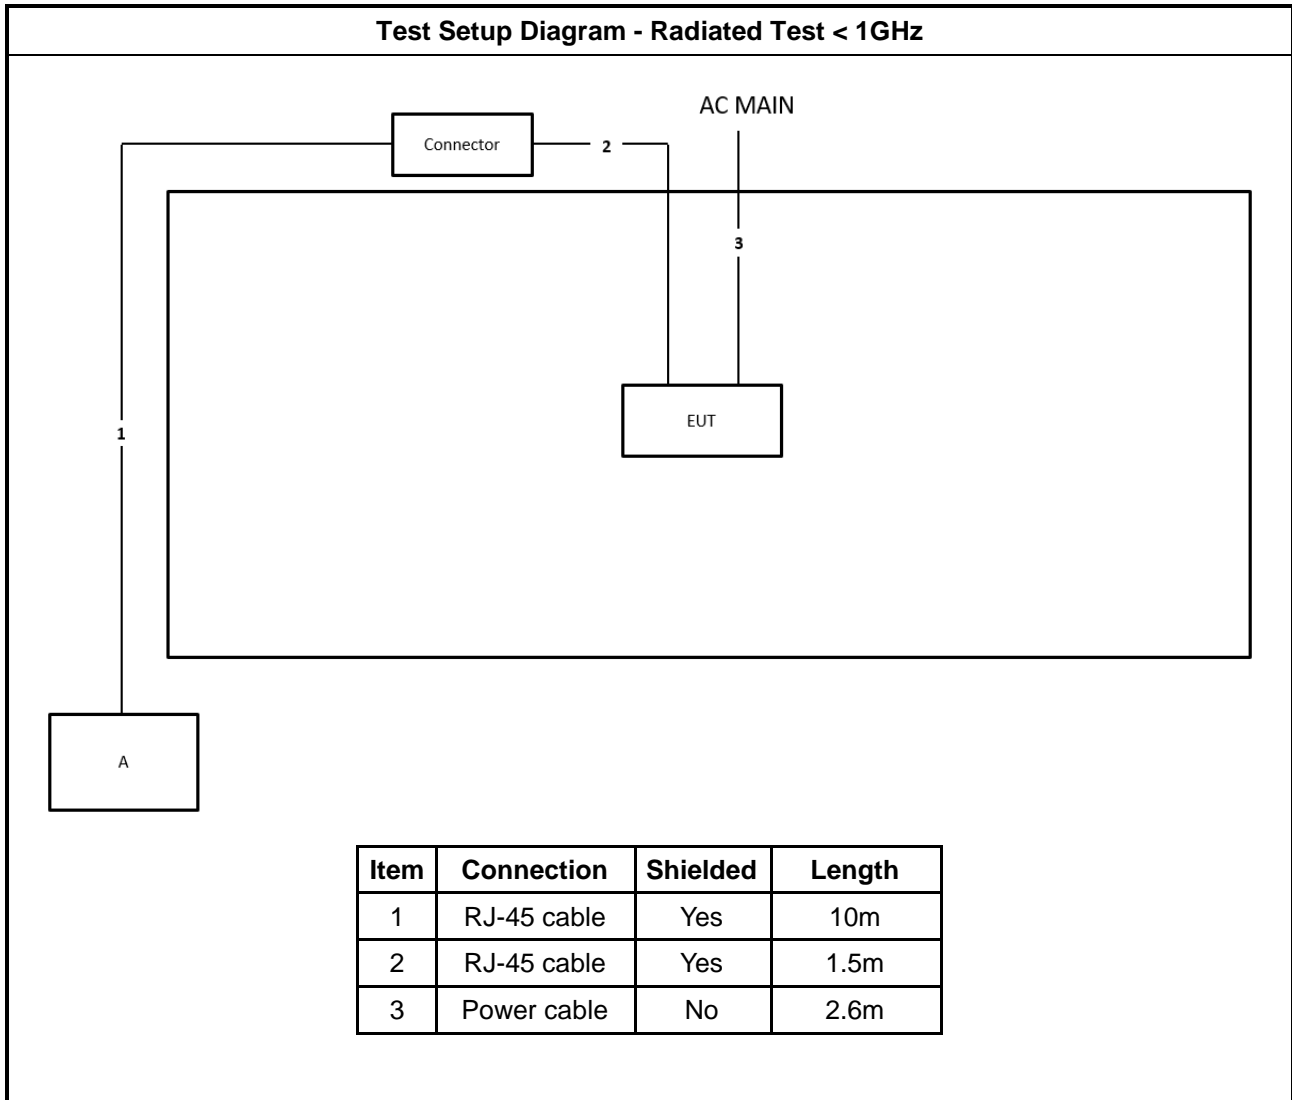 Test Setup Diagram - Radiated Test < 1GHz
AC MAIN
Connector
2
3
EUT
1
A
Item Connection Shielded Length
1 RJ-45 cable Yes 10m
2 RJ-45 cable Yes 1.5m
3 Power cable No 2.6m